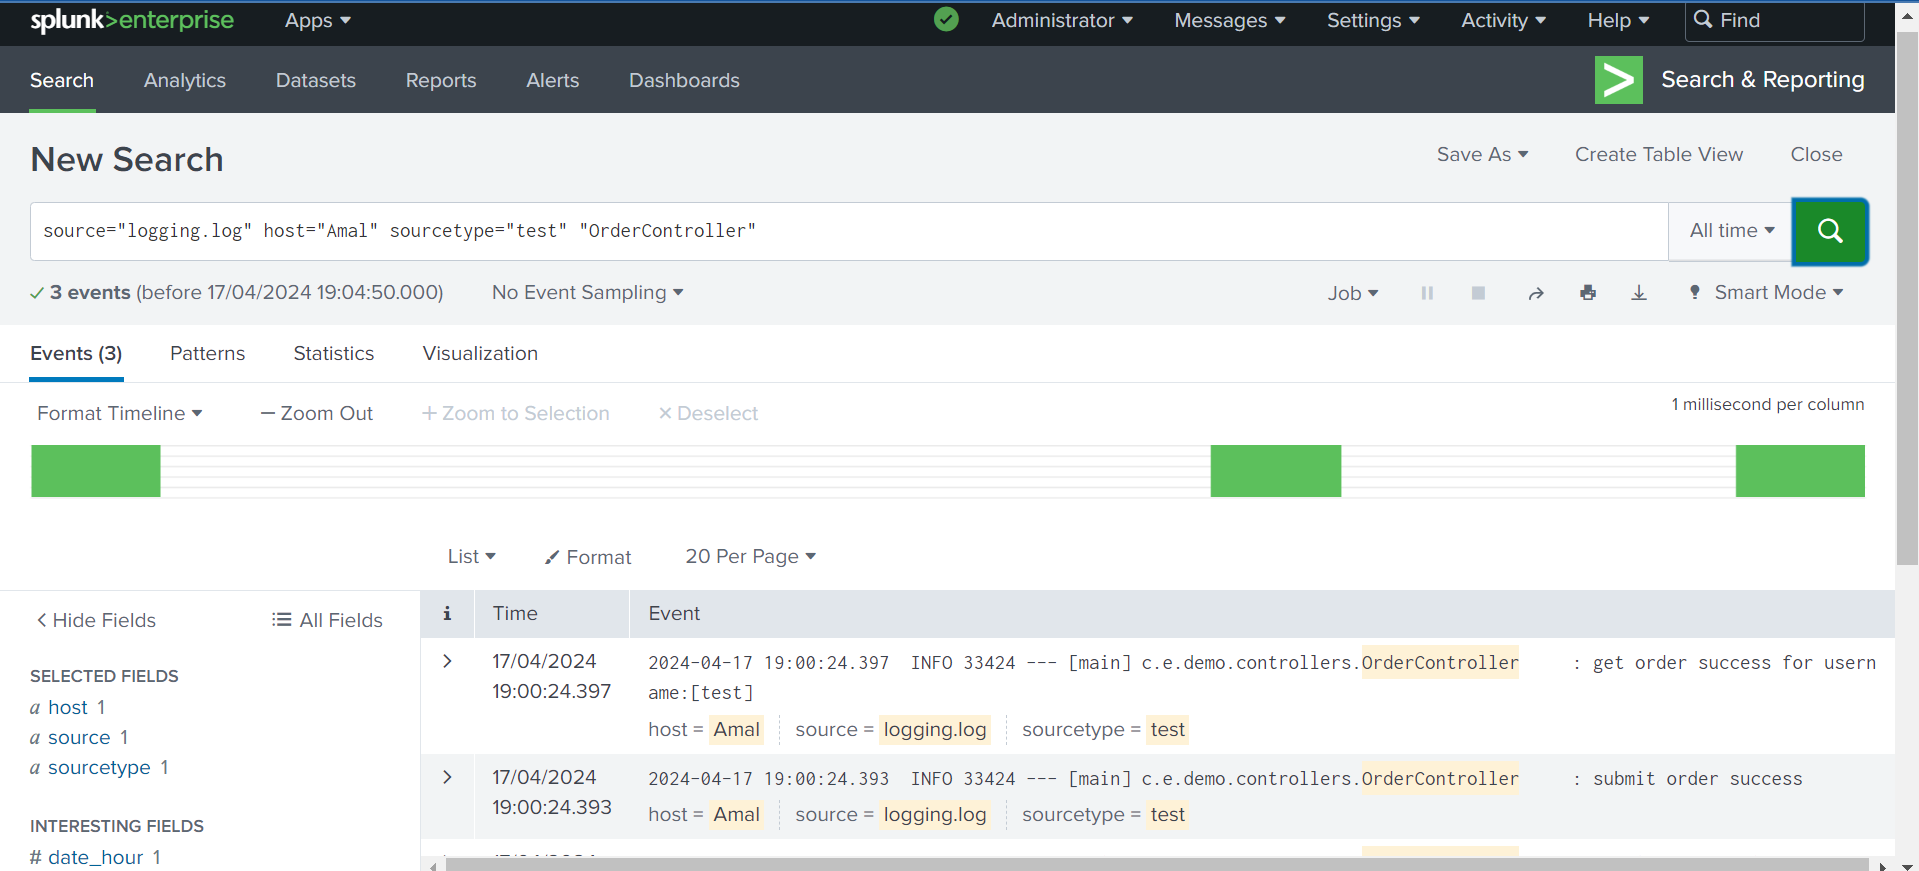 splunk>enterprise Apps Administrator Messages Settings Activity Help Find
Search Analytics Datasets Reports Alerts Dashboards Search & Reporting
New Search Save As Create Table View Close
source="logging.log" host="Amal" sourcetype="test" "OrderController" All time
3 events (before 17/04/2024 19:04:50.000) No Event Sampling Job Smart Mode
Events (3) Patterns Statistics Visualization
Format Timeline — Zoom Out + Zoom to Selection × Deselect 1 millisecond per column
List Format 20 Per Page
< Hide Fields All Fields
SELECTED FIELDS
a host 1
a source 1
a sourcetype 1
INTERESTING FIELDS
# date_hour 1
i Time Event
17/04/2024 19:00:24.397
2024-04-17 19:00:24.397 INFO 33424 --- [main] c.e.demo.controllers.OrderController : get order success for usern
ame:[test]
host = Amal source = logging.log sourcetype = test
17/04/2024 19:00:24.393
2024-04-17 19:00:24.393 INFO 33424 --- [main] c.e.demo.controllers.OrderController : submit order success
host = Amal source = logging.log sourcetype = test